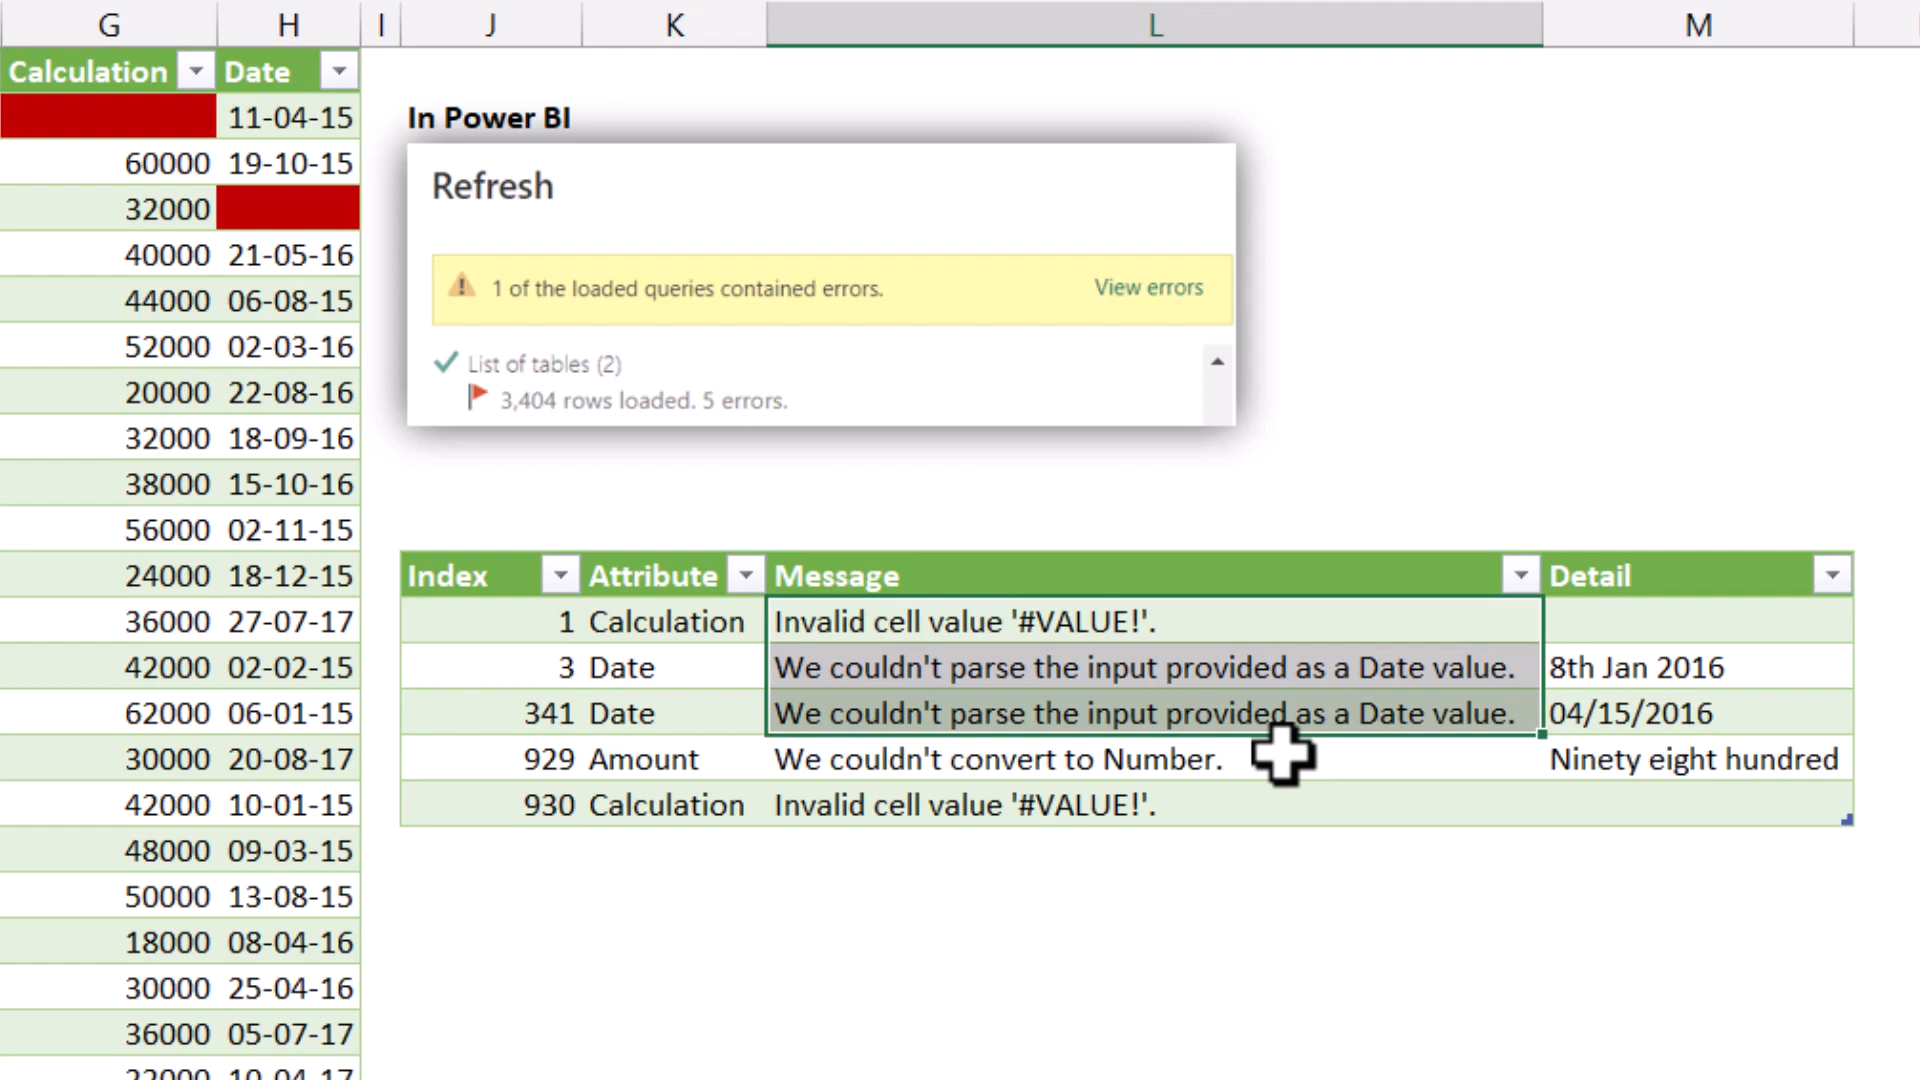 G H I J K L M
Calculation Date
11-04-15
60000 19-10-15
32000
40000 21-05-16
44000 06-08-15
52000 02-03-16
20000 22-08-16
32000 18-09-16
38000 15-10-16
56000 02-11-15
24000 18-12-15
36000 27-07-17
42000 02-02-15
62000 06-01-15
30000 20-08-17
42000 10-01-15
48000 09-03-15
50000 13-08-15
18000 08-04-16
30000 25-04-16
36000 05-07-17
22000 10-04-17
In Power BI
Refresh
1 of the loaded queries contained errors. View errors
List of tables (2)
3,404 rows loaded. 5 errors.
Index Attribute Message Detail
1 Calculation Invalid cell value '#VALUE!'.
3 Date We couldn't parse the input provided as a Date value. 8th Jan 2016
341 Date We couldn't parse the input provided as a Date value. 04/15/2016
929 Amount We couldn't convert to Number. Ninety eight hundred
930 Calculation Invalid cell value '#VALUE!'.